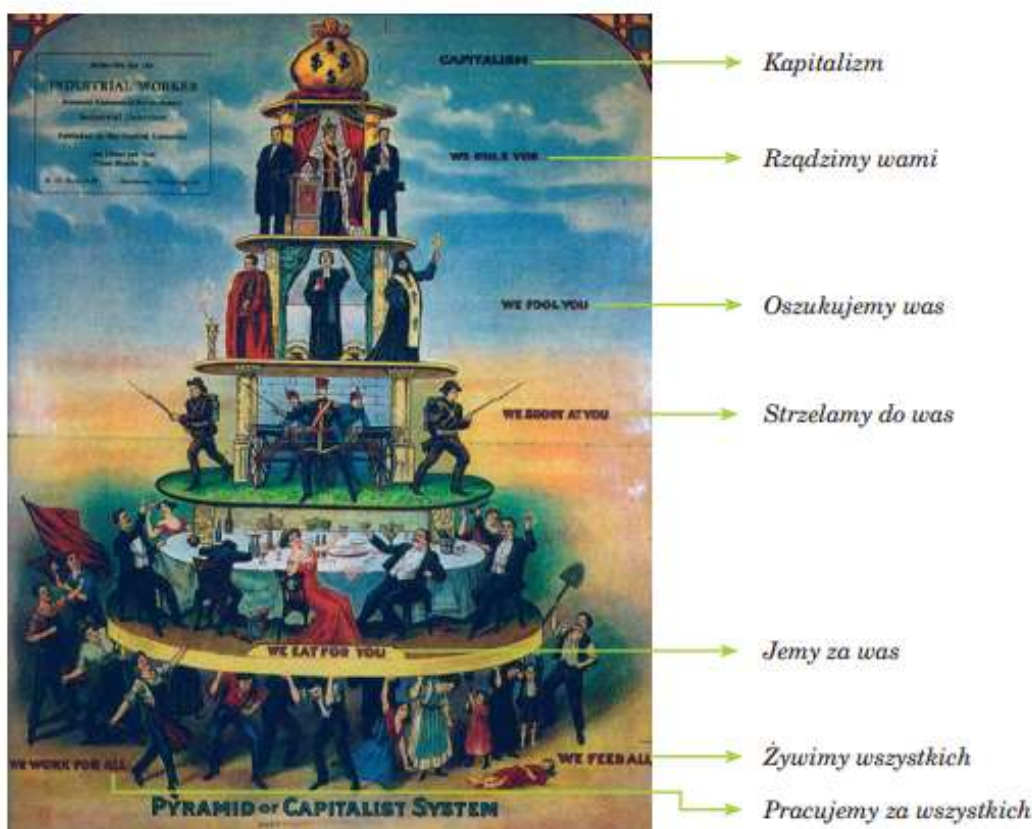 INDUSTRIAL WORKER
CAPITALISM
Kapitalizm
WE RULE YOU
Rządzimy wami
WE FOOL YOU
Oszukujemy was
WE SHOOT AT YOU
Strzelamy do was
WE EAT FOR YOU
Jemy za was
WE WORK FOR ALL
WE FEED ALL
Żywimy wszystkich
Pracujemy za wszystkich
PYRAMID OF CAPITALIST SYSTEM